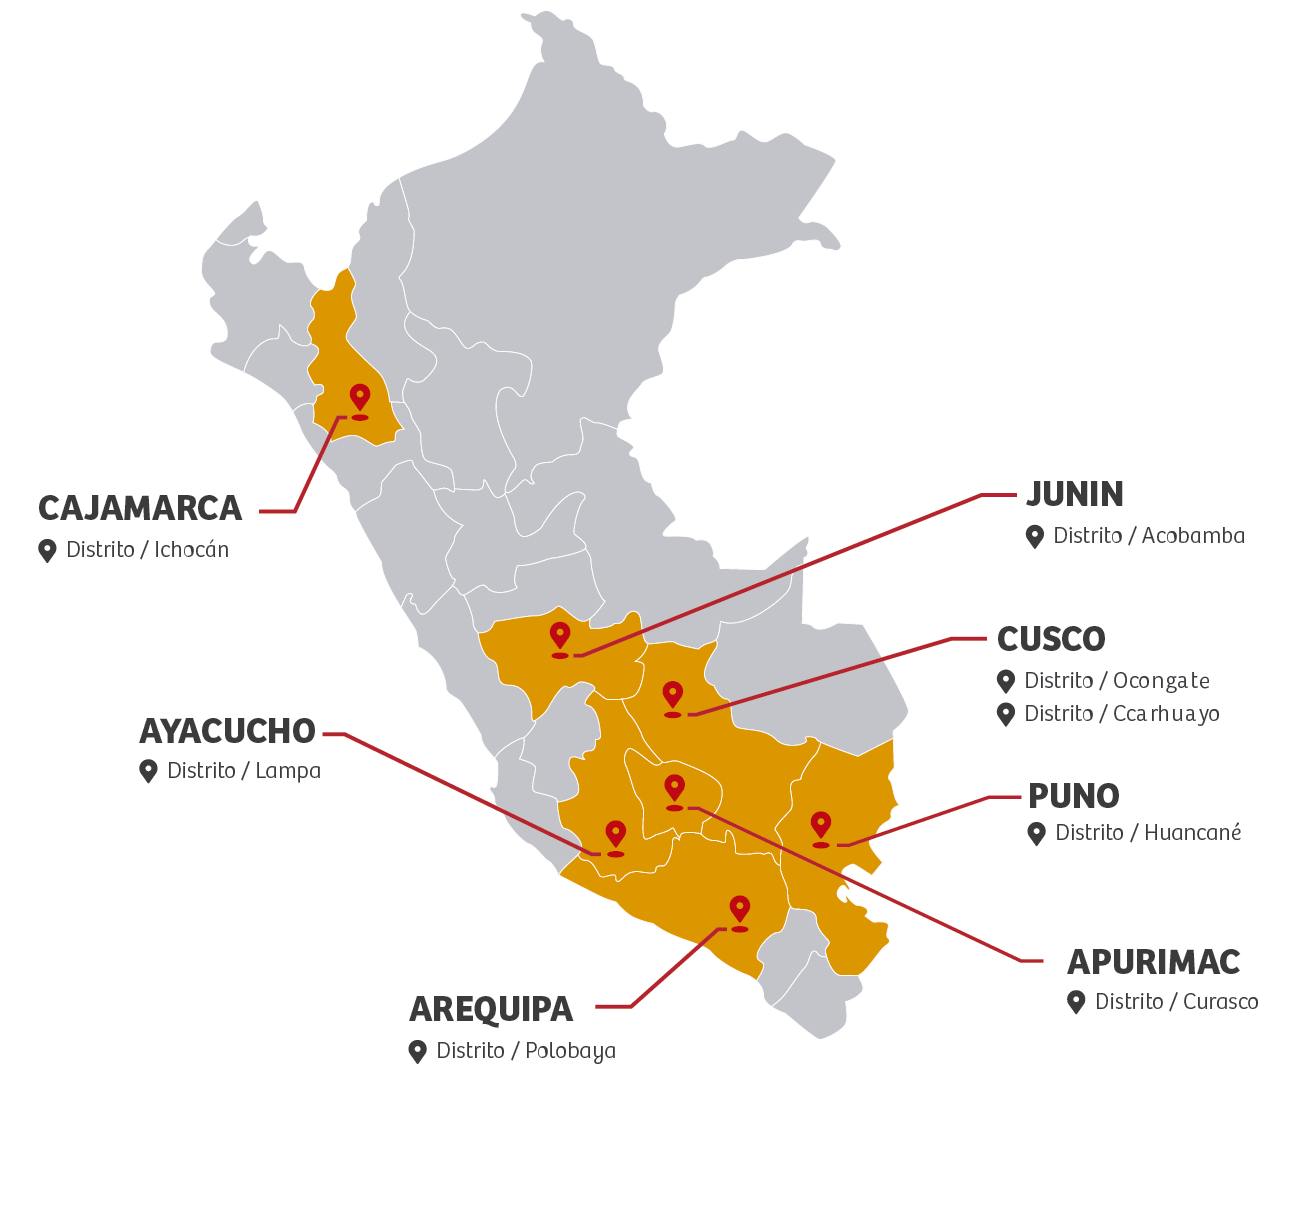 CAJAMARCA
Distrito / Ichocán
AYACUCHO
Distrito / Lampa
AREQUIPA
Distrito / Polobaya
JUNIN
Distrito / Acobamba
CUSCO
Distrito / Ocongate
Distrito / Ccarhuayo
PUNO
Distrito / Huancané
APURIMAC
Distrito / Curasco